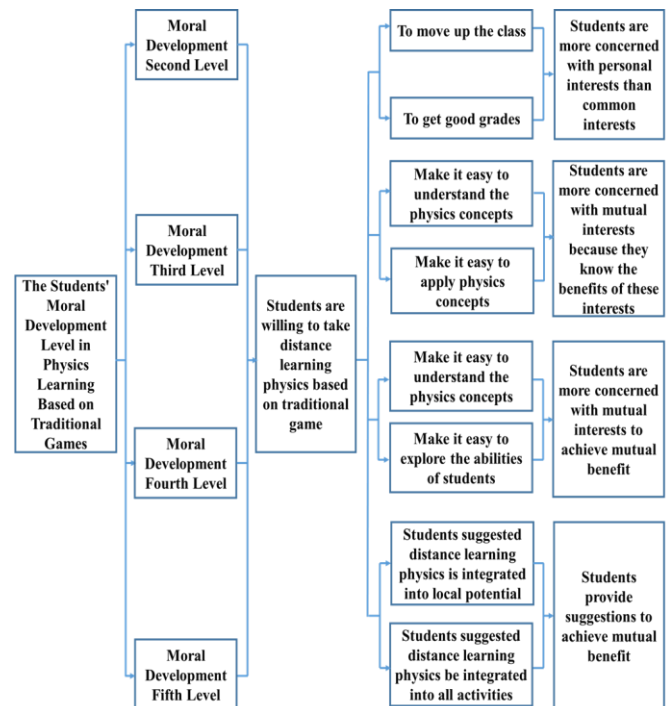 The Students'
Moral
Development
Level in
Physics
Learning
Based on
Traditional
Games
Moral
Development
Second Level
Moral
Development
Third Level
Moral
Development
Fourth Level
Moral
Development
Fifth Level
Students are
willing to take
distance
learning
physics based
on traditional
game
To move up the class
To get good grades
Students are
more concerned
with personal
interests than
common
interests
Make it easy to
understand the
physics concepts
Make it easy to
apply physics
concepts
Students are
more concerned
with mutual
interests
because they
know the
benefits of these
interests
Make it easy to
understand the
physics concepts
Make it easy to
explore the abilities
of students
Students are
more concerned
with mutual
interests to
achieve mutual
benefit
Students suggested
distance learning
physics is integrated
into local potential
Students suggested
distance learning
physics be integrated
into all activities
Students
provide
suggestions to
achieve mutual
benefit